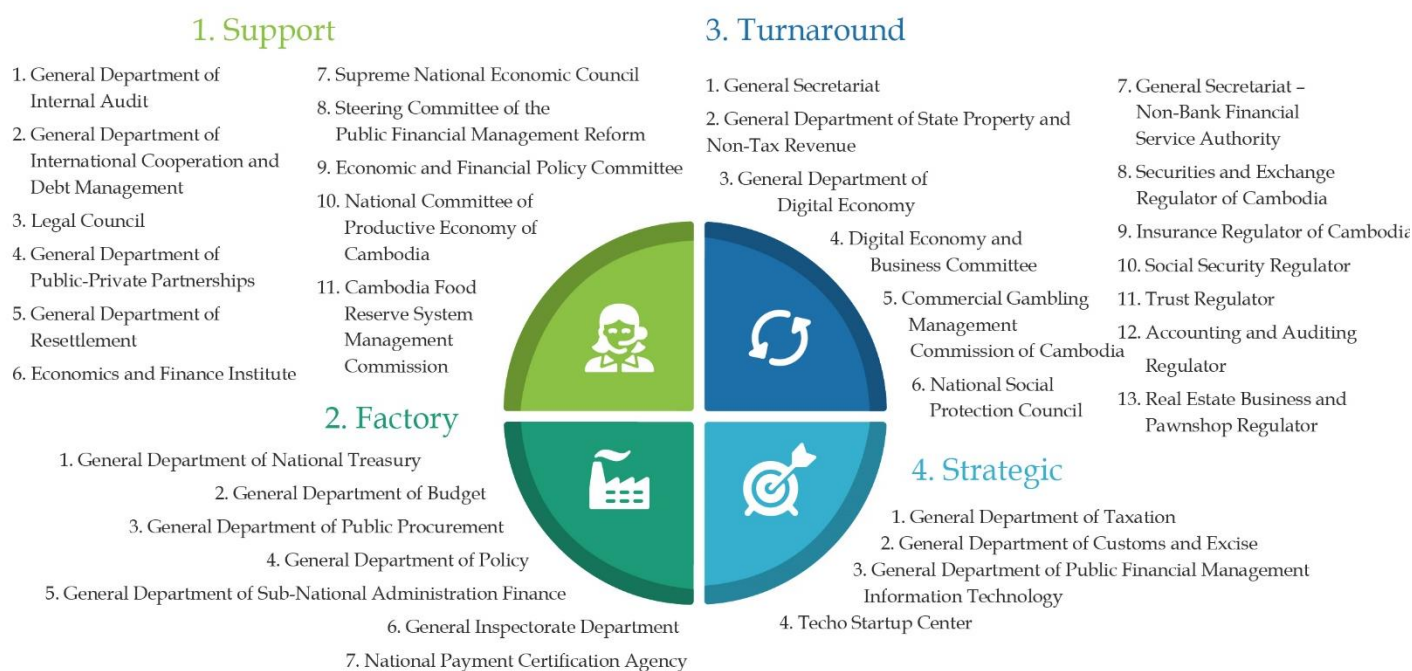 1. Support
1. General Department of
Internal Audit
2. General Department of
International Cooperation and
Debt Management
3. Legal Council
4. General Department of
Public-Private Partnerships
5. General Department of
Resettlement
6. Economics and Finance Institute
7. Supreme National Economic Council
8. Steering Committee of the
Public Financial Management Reform
9. Economic and Financial Policy Committee
10. National Committee of
Productive Economy of
Cambodia
11. Cambodia Food
Reserve System
Management
Commission
2. Factory
1. General Department of National Treasury
2. General Department of Budget
3. General Department of Public Procurement
4. General Department of Policy
5. General Department of Sub-National Administration Finance
6. General Inspectorate Department
7. National Payment Certification Agency
3. Turnaround
1. General Secretariat
2. General Department of State Property and
Non-Tax Revenue
3. General Department of
Digital Economy
4. Digital Economy and
Business Committee
5. Commercial Gambling
Management
Commission of Cambodia
6. National Social
Protection Council
7. General Secretariat –
Non-Bank Financial
Service Authority
8. Securities and Exchange
Regulator of Cambodia
9. Insurance Regulator of Cambodia
10. Social Security Regulator
11. Trust Regulator
12. Accounting and Auditing
Regulator
13. Real Estate Business and
Pawnshop Regulator
4. Strategic
1. General Department of Taxation
2. General Department of Customs and Excise
3. General Department of Public Financial Management
Information Technology
4. Techo Startup Center